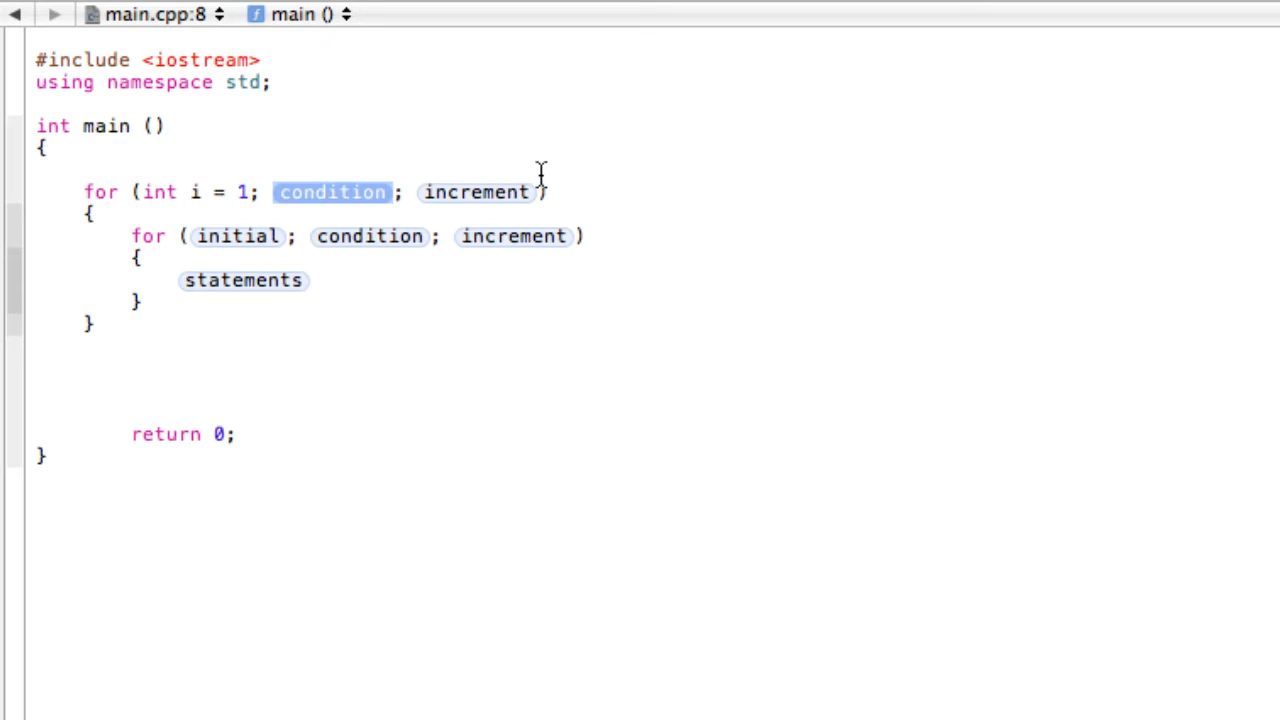 main.cpp:8 main ()
#include <iostream>
using namespace std;
int main ()
{
for (int i = 1; condition; increment)
{
for (initial; condition; increment)
{
statements
}
}
return 0;
}